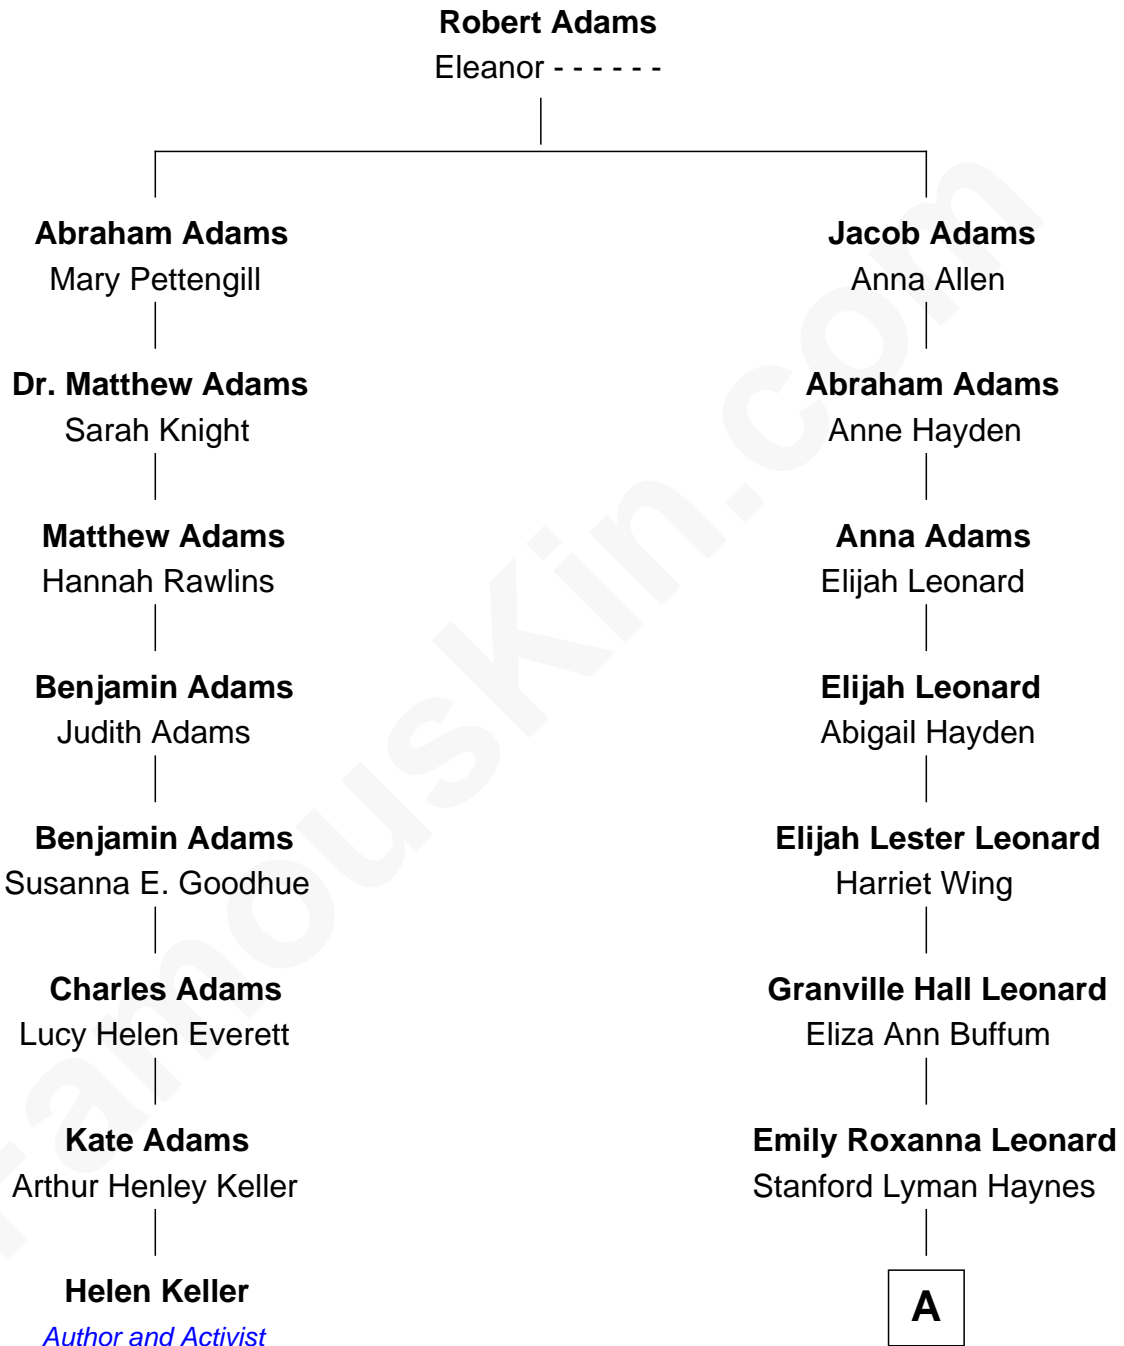 Robert Adams
Eleanor - - - - - -
Abraham Adams
Mary Pettengill
Dr. Matthew Adams
Sarah Knight
Matthew Adams
Hannah Rawlins
Benjamin Adams
Judith Adams
Benjamin Adams
Susanna E. Goodhue
Charles Adams
Lucy Helen Everett
Kate Adams
Arthur Henley Keller
Helen Keller
Author and Activist
Jacob Adams
Anna Allen
Abraham Adams
Anne Hayden
Anna Adams
Elijah Leonard
Elijah Leonard
Abigail Hayden
Elijah Lester Leonard
Harriet Wing
Granville Hall Leonard
Eliza Ann Buffum
Emily Roxanna Leonard
Stanford Lyman Haynes
A
FamousKin.com